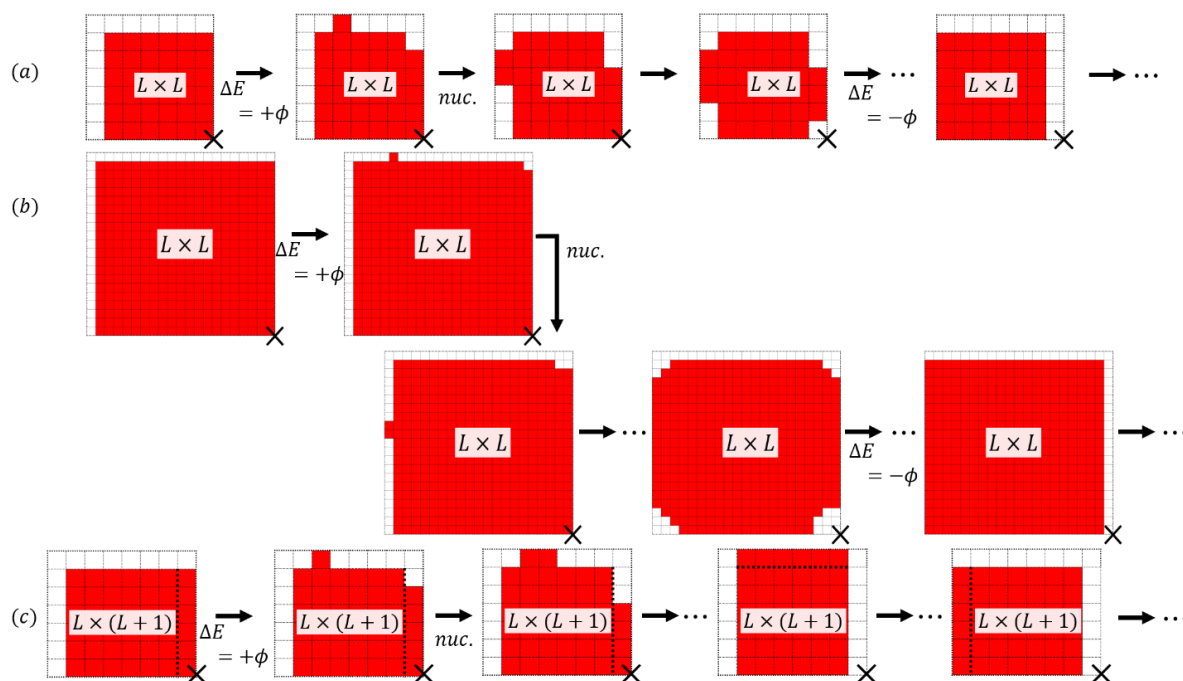 (a)
L × L
ΔE
= +ϕ
L × L
nuc.
L × L
L × L
ΔE
= −ϕ
...
L × L
...
(b)
L × L
ΔE
= +ϕ
L × L
nuc.
L × L
...
L × L
ΔE
= −ϕ
...
L × L
...
(c)
L × (L + 1)
ΔE
= +ϕ
L × (L + 1)
nuc.
L × (L + 1)
...
L × (L + 1)
...
L × (L + 1)
...